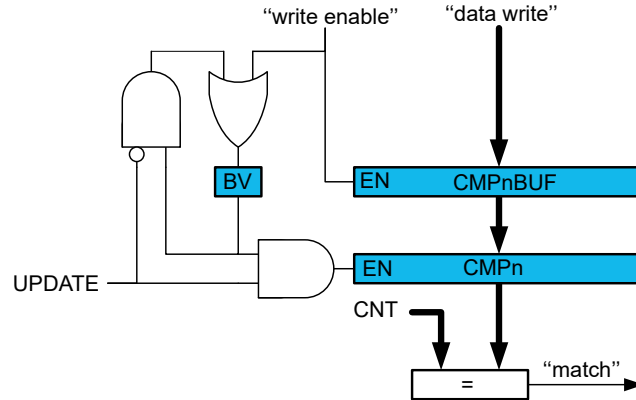 “write enable”
“data write”
BV
EN
CMPnBUF
EN
CMPn
UPDATE
CNT
=
“match”